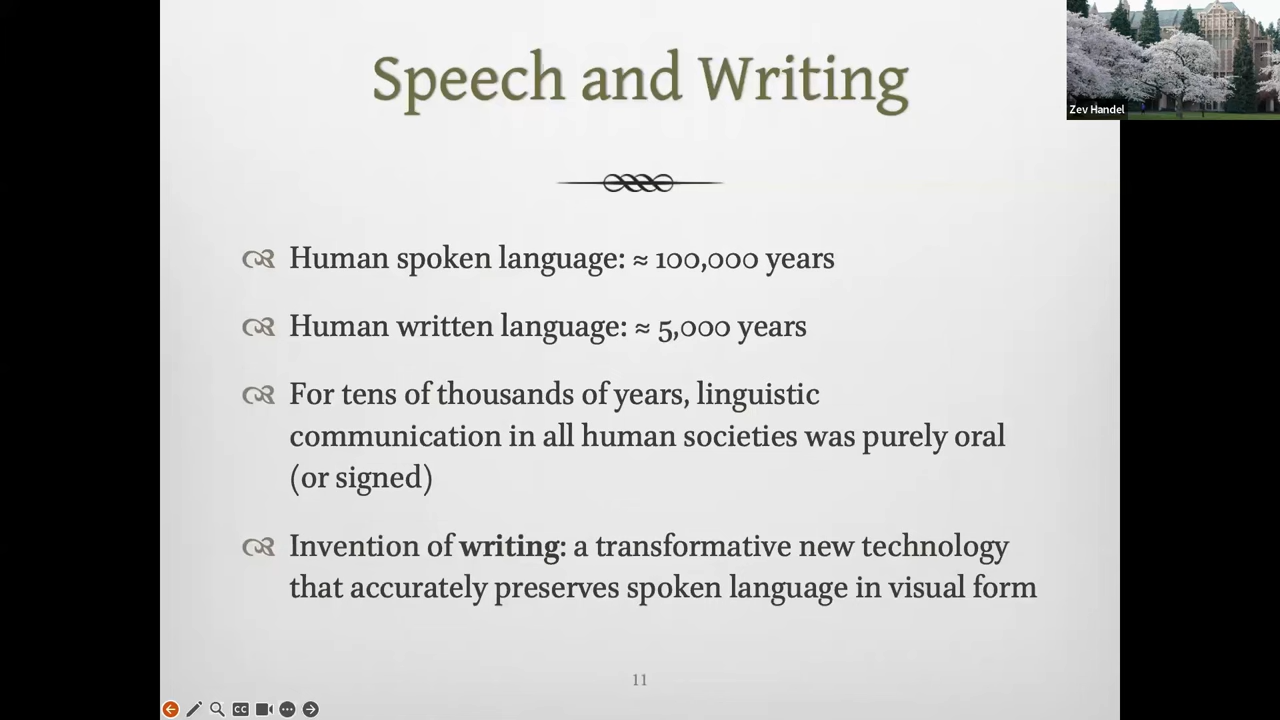 Speech and Writing
Zev Handel
Human spoken language: ≈ 100,000 years
Human written language: ≈ 5,000 years
For tens of thousands of years, linguistic
communication in all human societies was purely oral
(or signed)
Invention of writing: a transformative new technology
that accurately preserves spoken language in visual form
11
CC